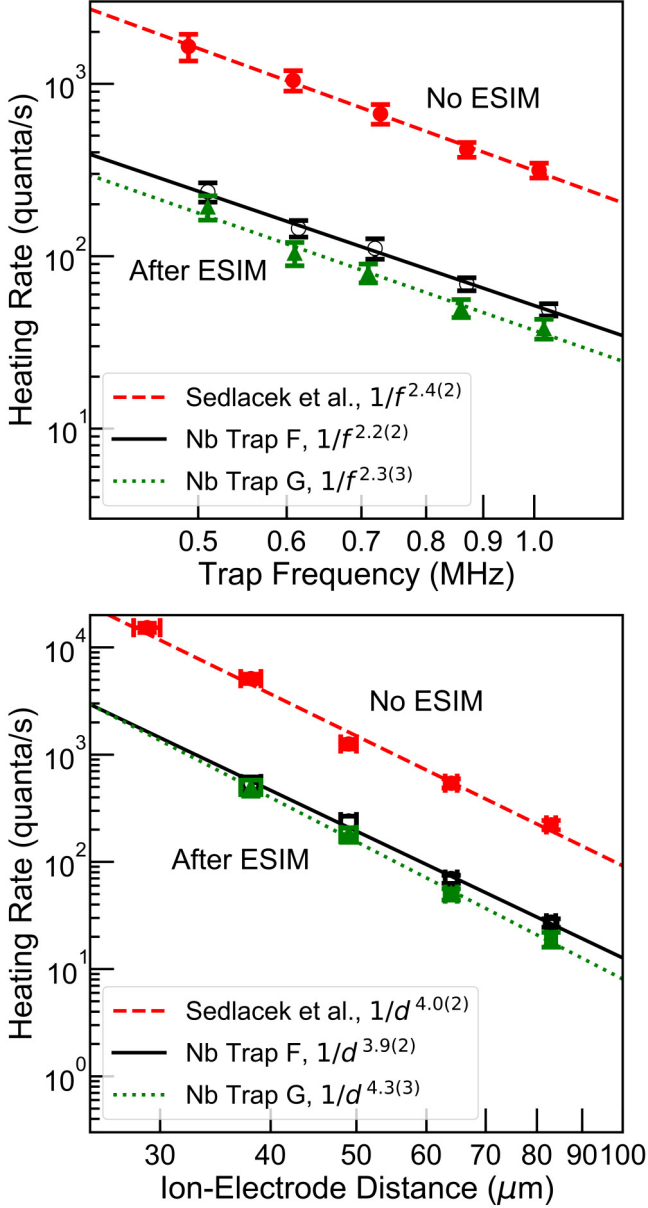 Heating Rate (quanta/s)
10³
10²
10¹
No ESIM
After ESIM
Sedlacek et al., 1/f^2.4(2)
Nb Trap F, 1/f^2.2(2)
Nb Trap G, 1/f^2.3(3)
0.5 0.6 0.7 0.8 0.9 1.0
Trap Frequency (MHz)
Heating Rate (quanta/s)
10⁴
10³
10²
10¹
10⁰
No ESIM
After ESIM
Sedlacek et al., 1/d^4.0(2)
Nb Trap F, 1/d^3.9(2)
Nb Trap G, 1/d^4.3(3)
30 40 50 60 70 80 90 100
Ion-Electrode Distance (μm)